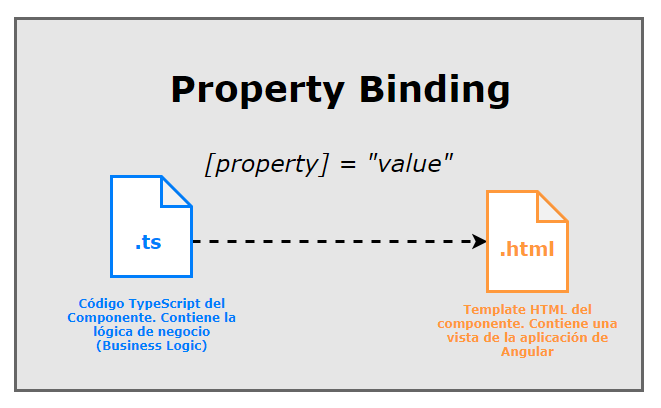 Property Binding
[property] = "value"
.ts
.html
Código TypeScript del
Componente. Contiene la
lógica de negocio
(Business Logic)
Template HTML del
componente. Contiene una
vista de la aplicación de
Angular